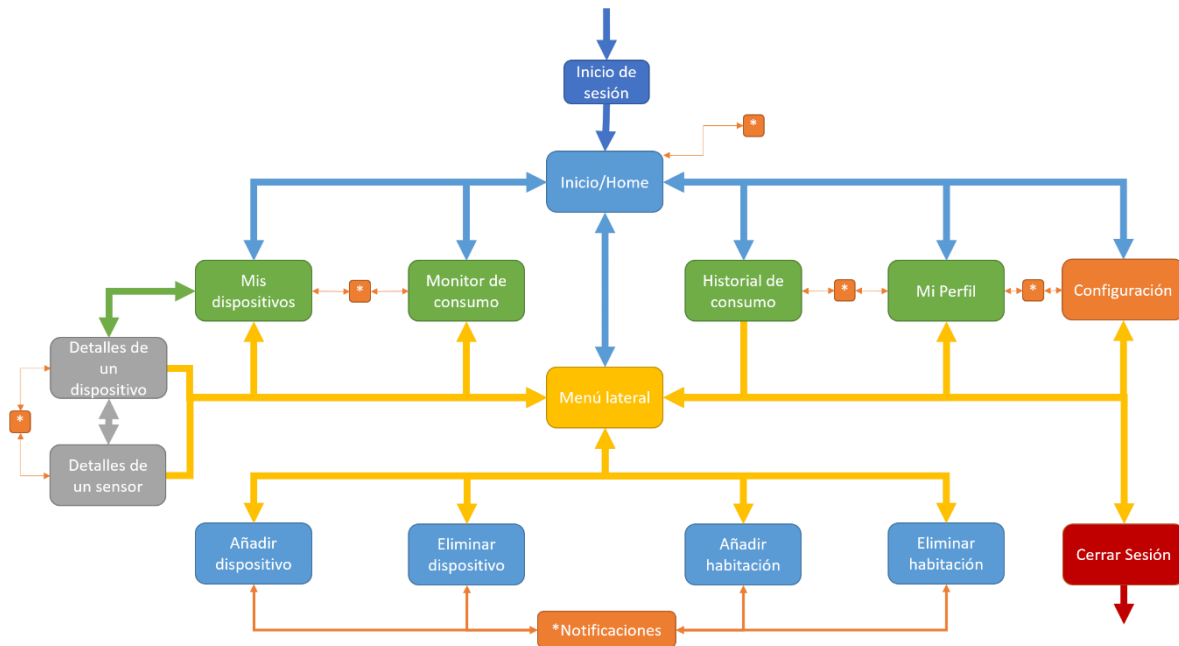 Inicio de
sesión
*
Inicio/Home
Mis
dispositivos
*
Monitor de
consumo
Historial de
consumo
*
Mi Perfil
*
Configuración
Detalles de
un
dispositivo
*
Detalles de
un sensor
Menú lateral
Añadir
dispositivo
Eliminar
dispositivo
Añadir
habitación
Eliminar
habitación
Cerrar Sesión
*Notificaciones